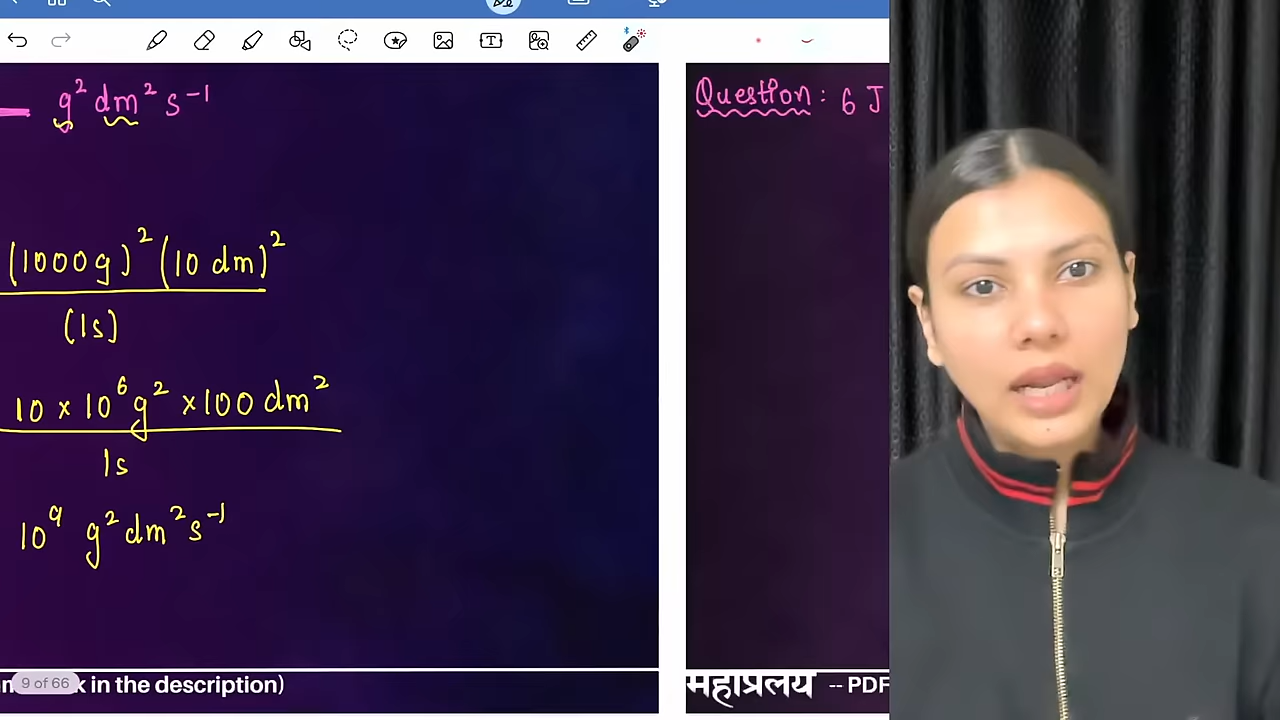 g² dm² s⁻¹
(1000g)² (10 dm)²
(1s)
10 × 10⁶ g² × 100 dm²
1s
10⁹ g² dm² s⁻¹
9 of 66
k in the description)
Question: 6 J
महाप्रलय -- PDF